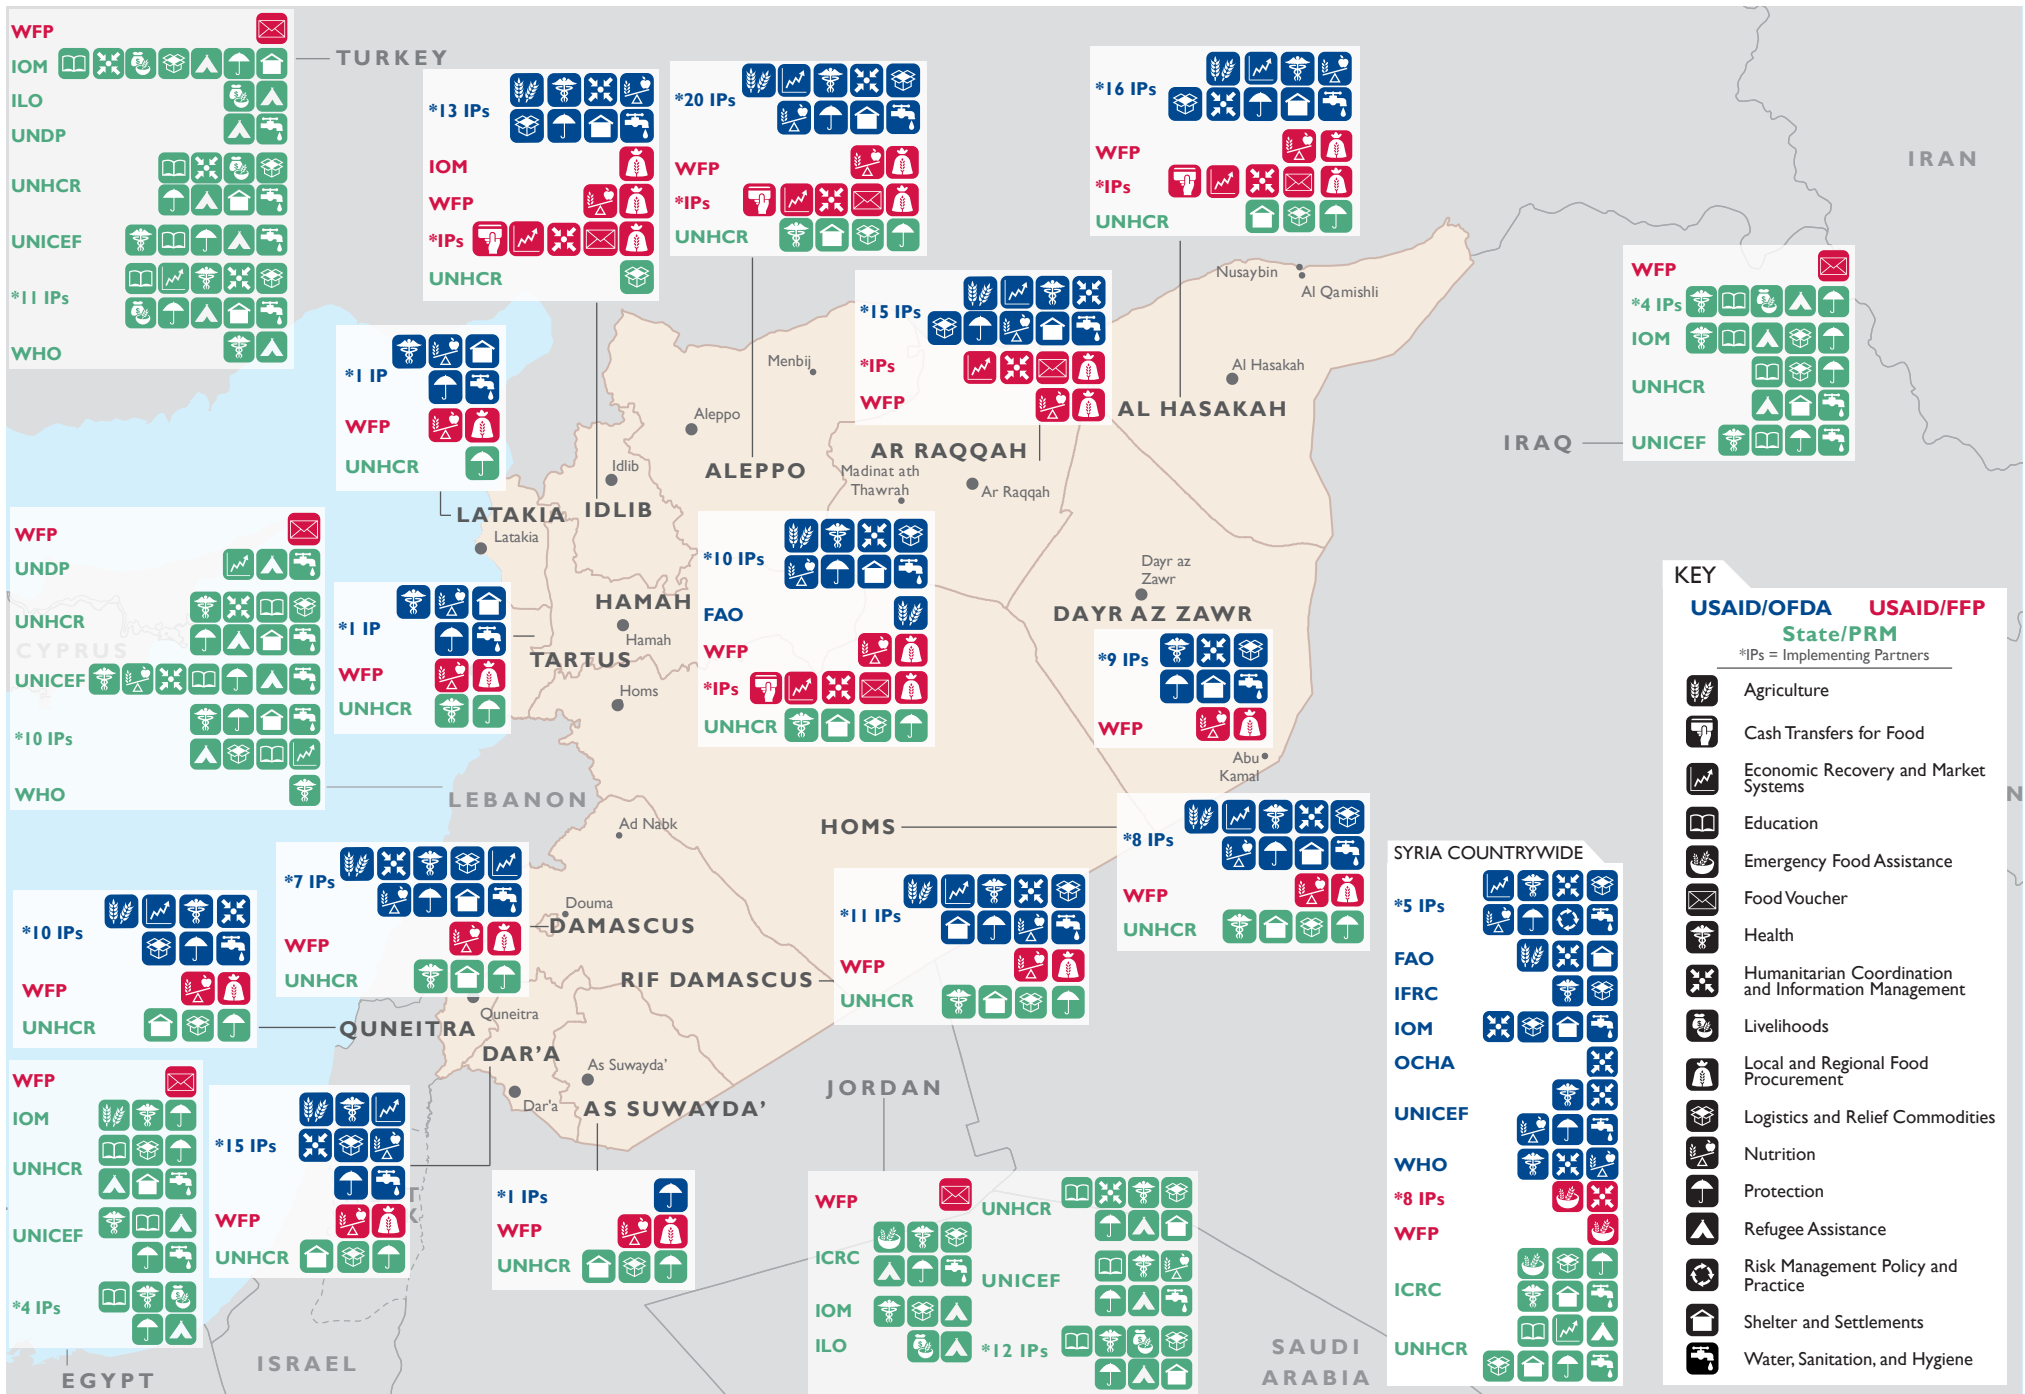 WFP
IOM
ILO
UNDP
UNHCR
UNICEF
*11 IPs
WHO
TURKEY
*13 IPs
IOM
WFP
*IPs
UNHCR
*20 IPs
WFP
*IPs
UNHCR
*16 IPs
WFP
*IPs
UNHCR
IRAN
WFP
*4 IPs
IOM
UNHCR
UNICEF
IRAQ
*1 IP
WFP
UNHCR
*15 IPs
*IPs
WFP
Nusaybin
Al Qamishli
Menbij
Al Hasakah
AL HASAKAH
Aleppo
ALEPPO
AR RAQQAH
Madinat ath
Thawrah
Ar Raqqah
Idlib
IDLIB
LATAKIA
Latakia
WFP
UNDP
UNHCR
CYPRUS
UNICEF
*10 IPs
WHO
*1 IP
WFP
UNHCR
HAMAH
Hamah
TARTUS
Homs
*10 IPs
FAO
WFP
*IPs
UNHCR
Dayr az
Zawr
DAYR AZ ZAWR
*9 IPs
WFP
Abu
Kamal
LEBANON
HOMS
*8 IPs
WFP
UNHCR
Ad Nabk
*7 IPs
WFP
UNHCR
Douma
DAMASCUS
RIF DAMASCUS
*11 IPs
WFP
UNHCR
*10 IPs
WFP
UNHCR
QUNEITRA
Quneitra
DAR'A
Dar'a
As Suwayda'
AS SUWAYDA'
JORDAN
WFP
IOM
UNHCR
UNICEF
*4 IPs
EGYPT
*15 IPs
WFP
UNHCR
ISRAEL
*1 IPs
WFP
UNHCR
WFP
ICRC
IOM
ILO
UNHCR
UNICEF
*12 IPs
SAUDI
ARABIA
SYRIA COUNTRYWIDE
*5 IPs
FAO
IFRC
IOM
OCHA
UNICEF
WHO
*8 IPs
WFP
ICRC
UNHCR
KEY
USAID/OFDA USAID/FFP
State/PRM
*IPs = Implementing Partners
Agriculture
Cash Transfers for Food
Economic Recovery and Market
Systems
Education
Emergency Food Assistance
Food Voucher
Health
Humanitarian Coordination
and Information Management
Livelihoods
Local and Regional Food
Procurement
Logistics and Relief Commodities
Nutrition
Protection
Refugee Assistance
Risk Management Policy and
Practice
Shelter and Settlements
Water, Sanitation, and Hygiene